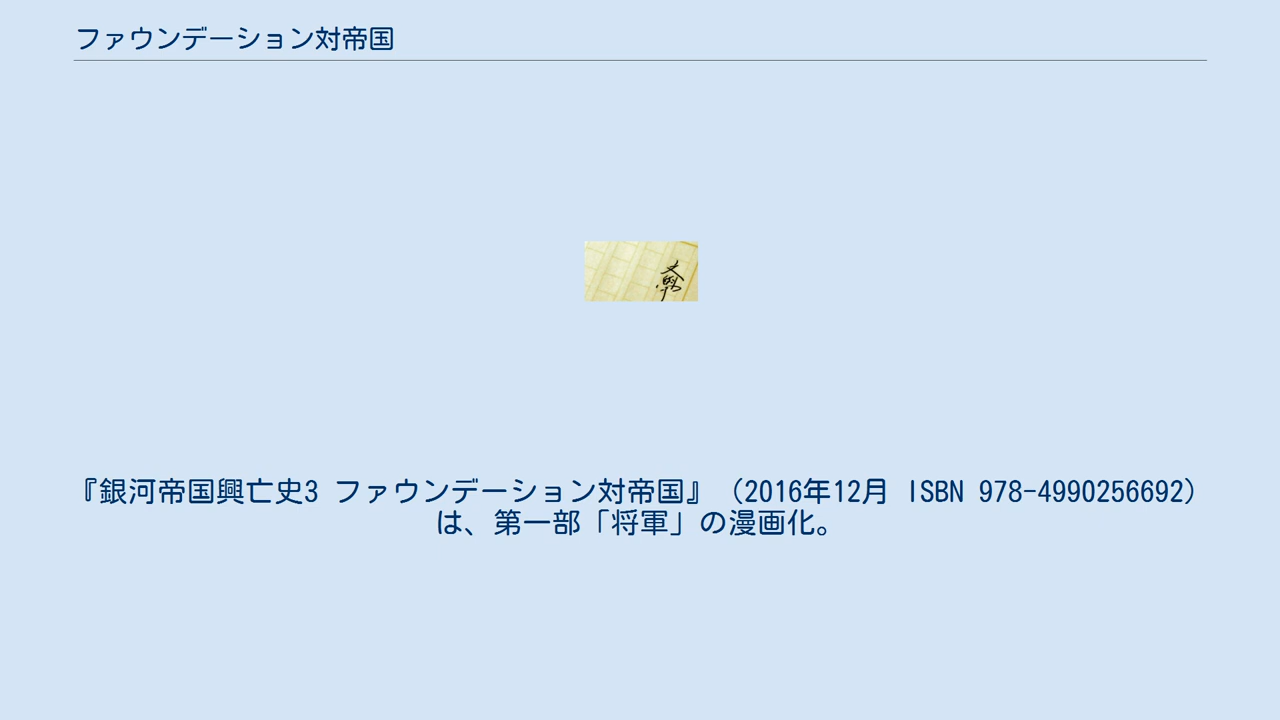 ファウンデーション対帝国
『銀河帝国興亡史3 ファウンデーション対帝国』（2016年12月 ISBN 978-4990256692）
は、第一部「将軍」の漫画化。